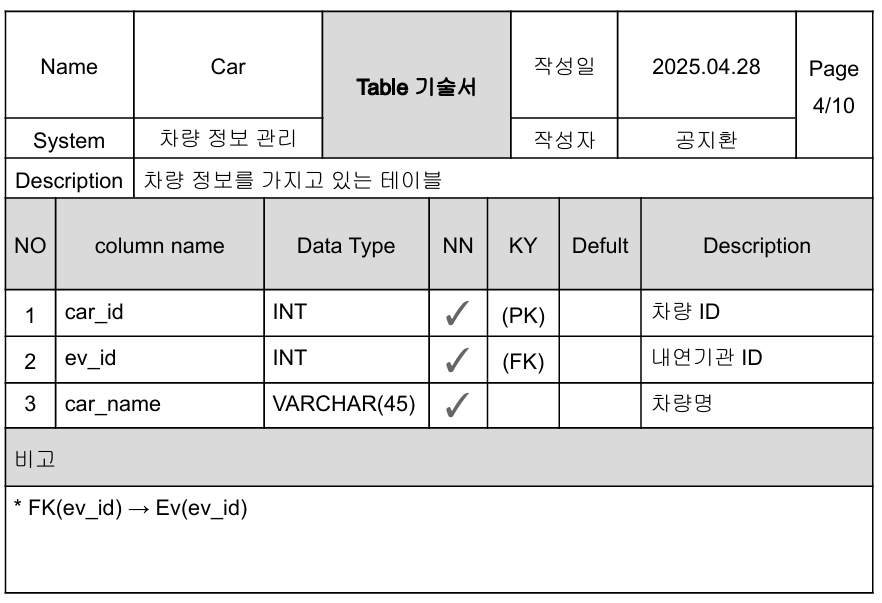 Name Car Table 기술서 작성일 2025.04.28 Page 4/10
System 차량 정보 관리 작성자 공지환
Description 차량 정보를 가지고 있는 테이블
NO column name Data Type NN KY Defult Description
1 car_id INT ✓ (PK) 차량 ID
2 ev_id INT ✓ (FK) 내연기관 ID
3 car_name VARCHAR(45) ✓ 차량명
비고
* FK(ev_id) → Ev(ev_id)